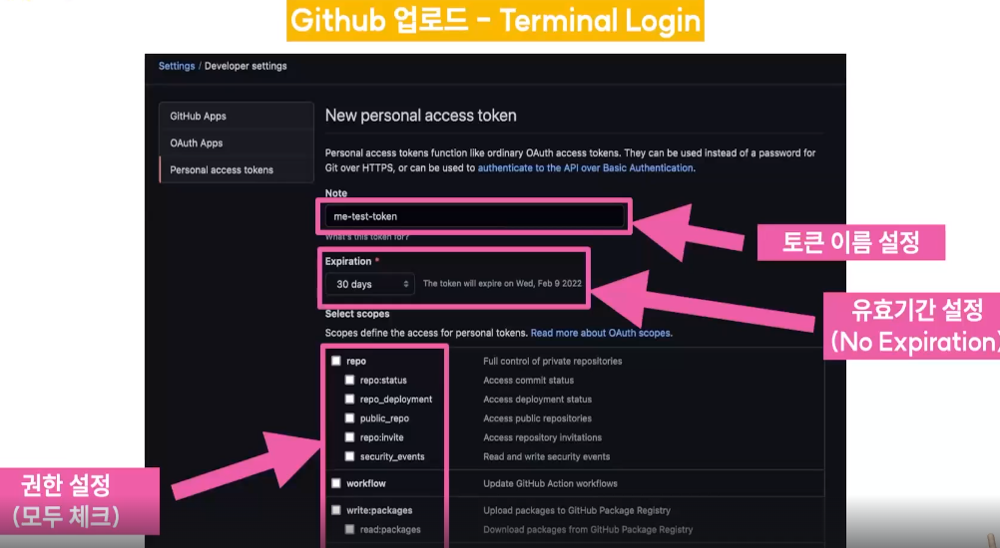 Github 업로드 - Terminal Login
Settings / Developer settings
GitHub Apps
OAuth Apps
Personal access tokens
New personal access token
Personal access tokens function like ordinary OAuth access tokens. They can be used instead of a password for
Git over HTTPS, or can be used to authenticate to the API over Basic Authentication.
Note
me-test-token
What's this token for?
토큰 이름 설정
Expiration *
30 days
The token will expire on Wed, Feb 9 2022
유효기간 설정
(No Expiration)
Select scopes
Scopes define the access for personal tokens. Read more about OAuth scopes.
repo Full control of private repositories
repo:status Access commit status
repo_deployment Access deployment status
public_repo Access public repositories
repo:invite Access repository invitations
security_events Read and write security events
workflow Update GitHub Action workflows
write:packages Upload packages to GitHub Package Registry
read:packages Download packages from GitHub Package Registry
권한 설정
(모두 체크)